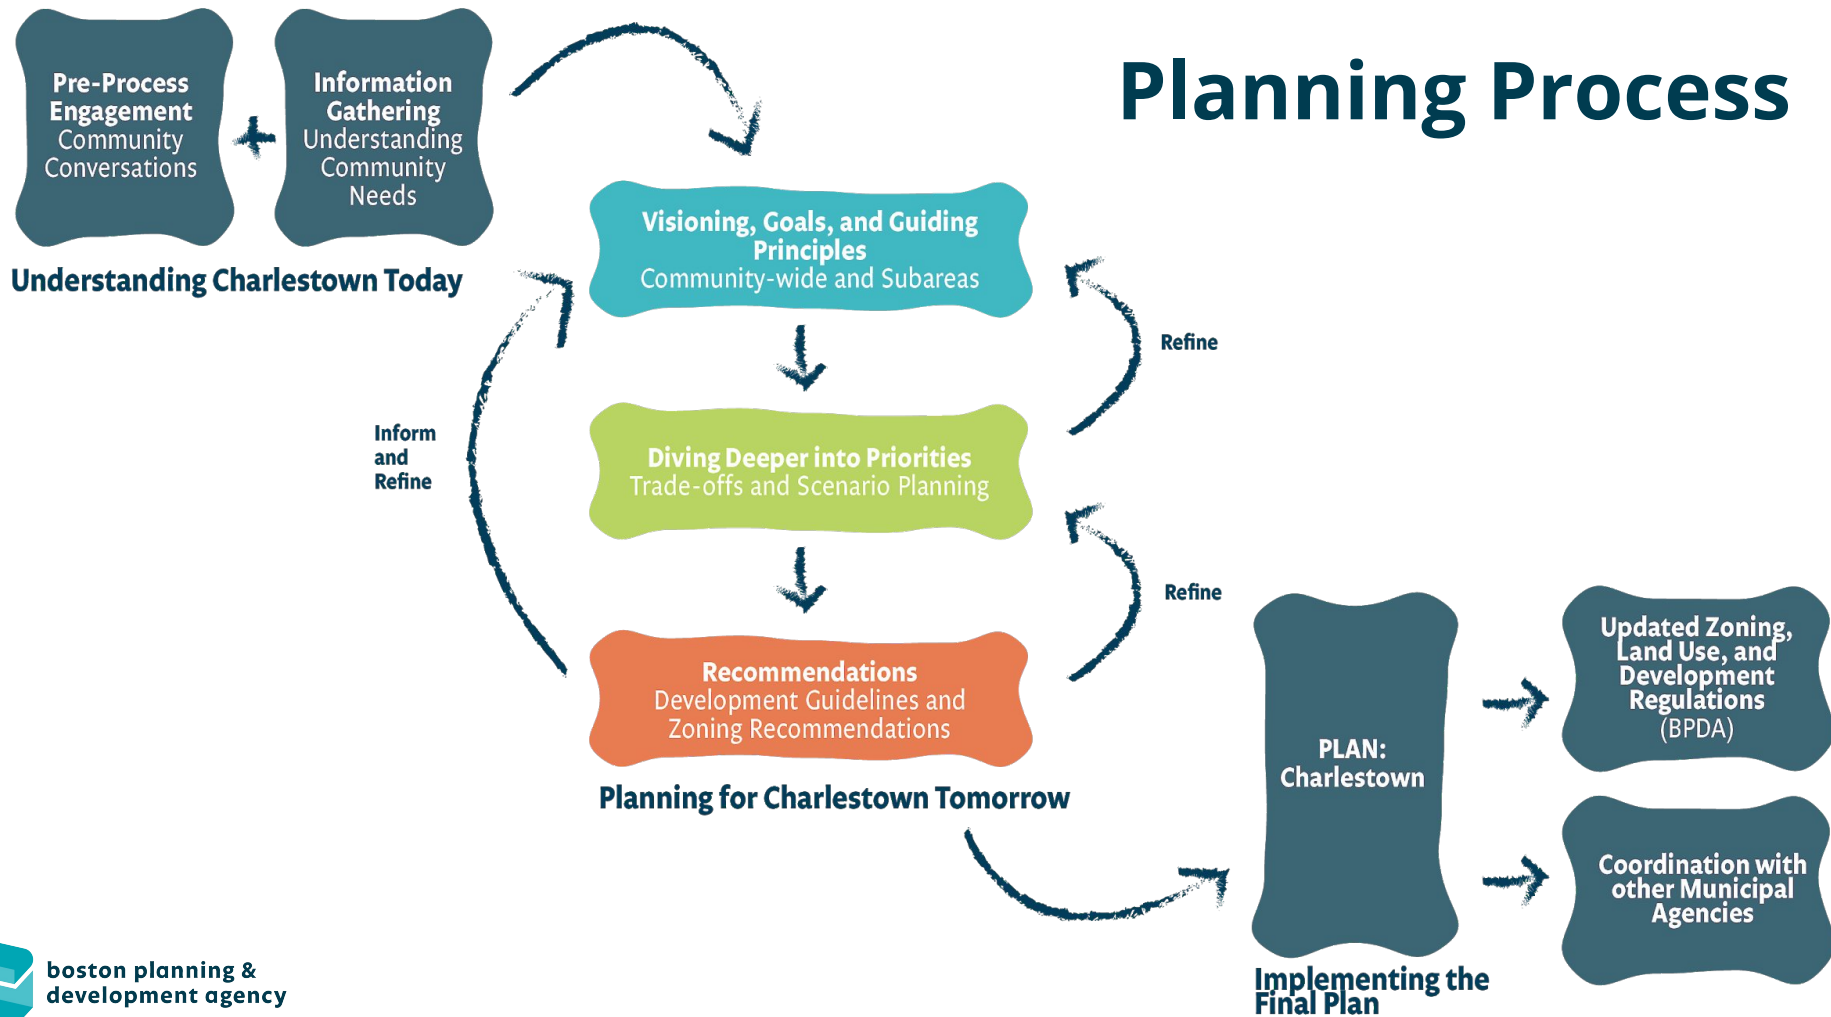 Planning Process
Pre-Process
Engagement
Community
Conversations
Information
Gathering
Understanding
Community
Needs
Understanding Charlestown Today
Visioning, Goals, and Guiding
Principles
Community-wide and Subareas
Refine
Inform
and
Refine
Diving Deeper into Priorities
Trade-offs and Scenario Planning
Refine
Recommendations
Development Guidelines and
Zoning Recommendations
Planning for Charlestown Tomorrow
PLAN:
Charlestown
Updated Zoning,
Land Use, and
Development
Regulations
(BPDA)
Coordination with
other Municipal
Agencies
Implementing the
Final Plan
boston planning &
development agency